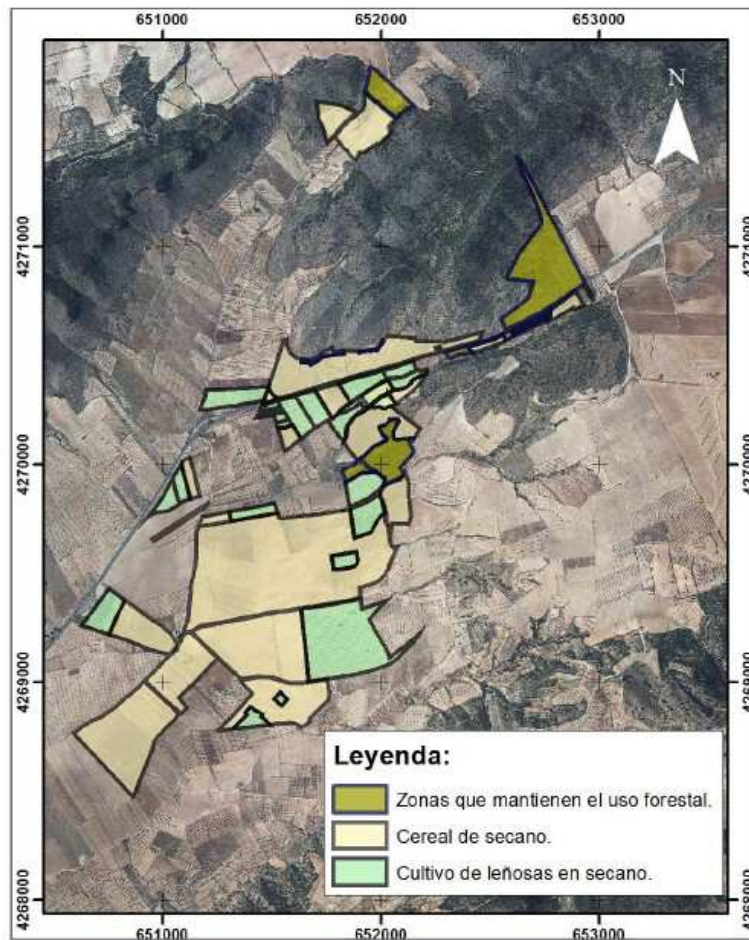 651000 652000 653000
N
4271000 4271000
4270000 4270000
4269000 4269000
4268000 4268000
Leyenda:
Zonas que mantienen el uso forestal.
Cereal de secano.
Cultivo de leñosas en secano.
651000 652000 653000